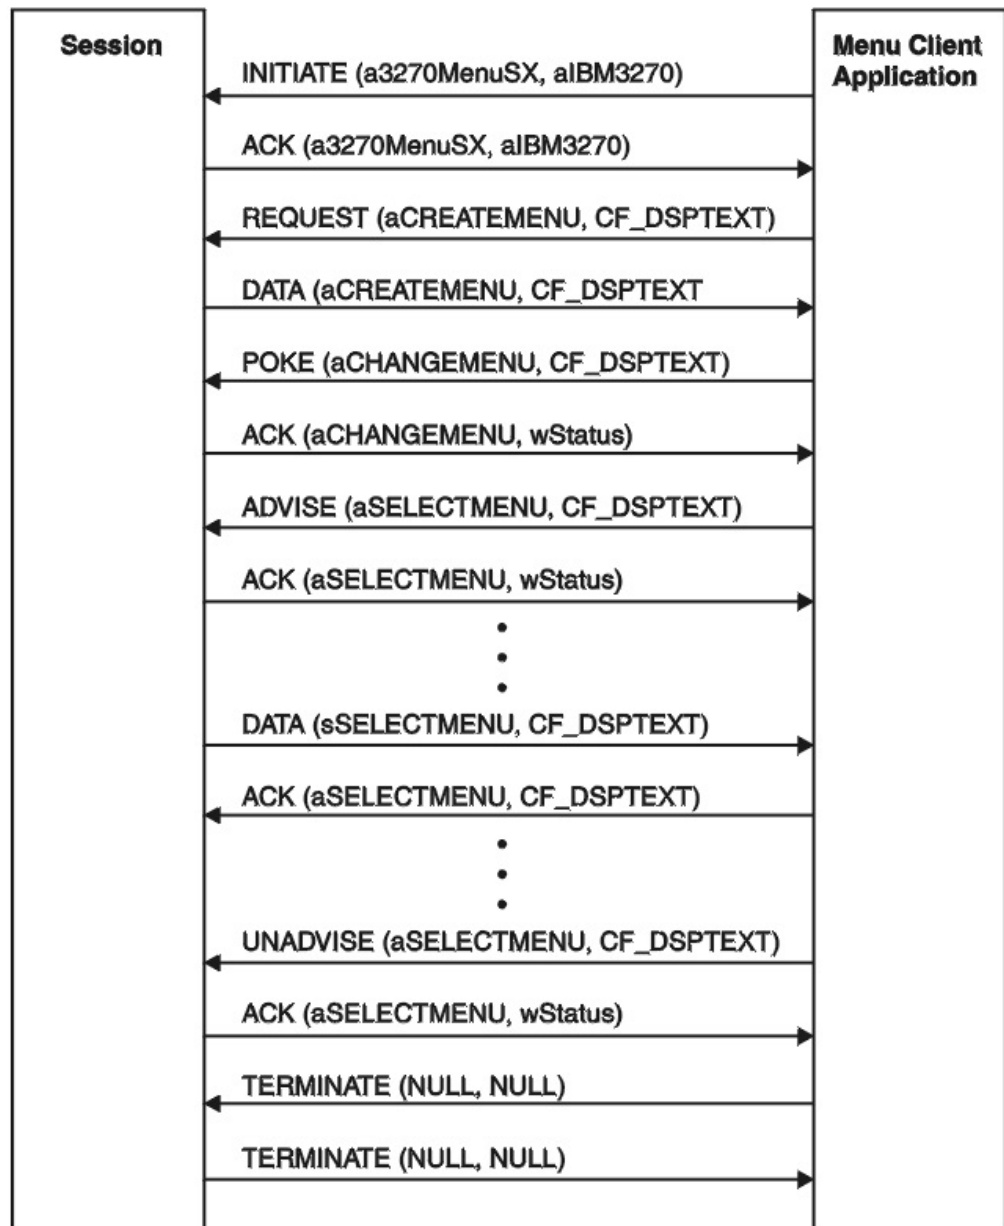 Session
Menu Client
Application
INITIATE (a3270MenuSX, aIBM3270)
ACK (a3270MenuSX, aIBM3270)
REQUEST (aCREATEMENU, CF_DSPTEXT)
DATA (aCREATEMENU, CF_DSPTEXT
POKE (aCHANGEMENU, CF_DSPTEXT)
ACK (aCHANGEMENU, wStatus)
ADVISE (aSELECTMENU, CF_DSPTEXT)
ACK (aSELECTMENU, wStatus)
DATA (sSELECTMENU, CF_DSPTEXT)
ACK (aSELECTMENU, CF_DSPTEXT)
UNADVISE (aSELECTMENU, CF_DSPTEXT)
ACK (aSELECTMENU, wStatus)
TERMINATE (NULL, NULL)
TERMINATE (NULL, NULL)